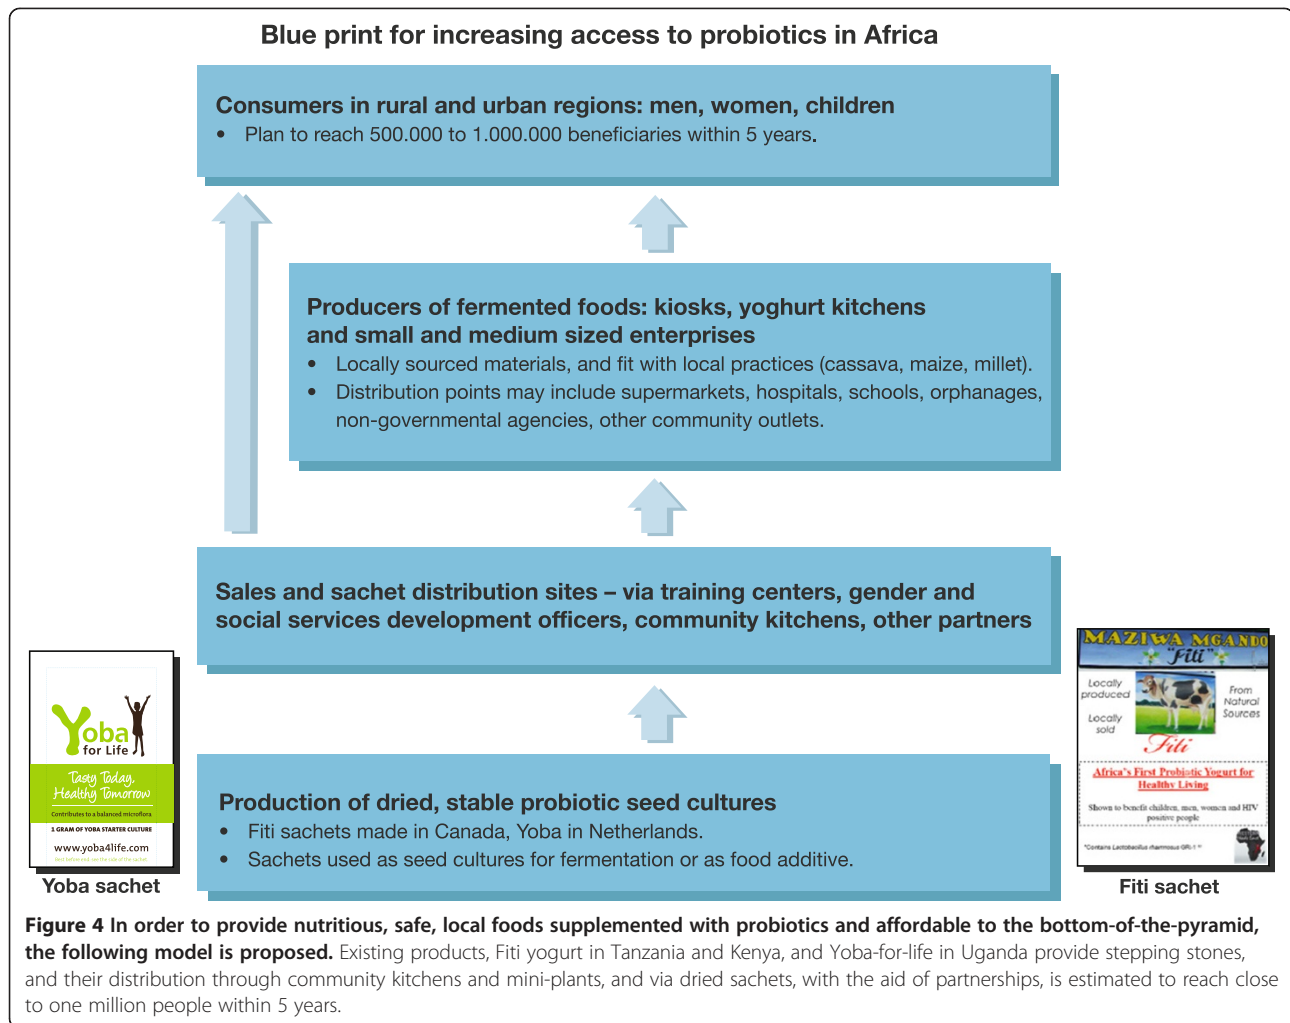 Blue print for increasing access to probiotics in Africa
Consumers in rural and urban regions: men, women, children
• Plan to reach 500.000 to 1.000.000 beneficiaries within 5 years.
Producers of fermented foods: kiosks, yoghurt kitchens
and small and medium sized enterprises
• Locally sourced materials, and fit with local practices (cassava, maize, millet).
• Distribution points may include supermarkets, hospitals, schools, orphanages,
non-governmental agencies, other community outlets.
Sales and sachet distribution sites – via training centers, gender and
social services development officers, community kitchens, other partners
Production of dried, stable probiotic seed cultures
• Fiti sachets made in Canada, Yoba in Netherlands.
• Sachets used as seed cultures for fermentation or as food additive.
Yoba
for Life
Tasty Today,
Healthy Tomorrow
Contributes to a balanced microflora
1 GRAM OF YOBA STARTER CULTURE
www.yoba4life.com
Yoba sachet
MAZIWA MGANDO
"Fiti"
Locally
produced
Locally
sold
From
Natural
Sources
Fiti
Africa's First Probiotic Yogurt for
Healthy Living
Shown to benefit children, men, women and HIV
positive people
*Contains Lactobacillus rhamnosus GR-1
Fiti sachet
Figure 4 In order to provide nutritious, safe, local foods supplemented with probiotics and affordable to the bottom-of-the-pyramid,
the following model is proposed. Existing products, Fiti yogurt in Tanzania and Kenya, and Yoba-for-life in Uganda provide stepping stones,
and their distribution through community kitchens and mini-plants, and via dried sachets, with the aid of partnerships, is estimated to reach close
to one million people within 5 years.